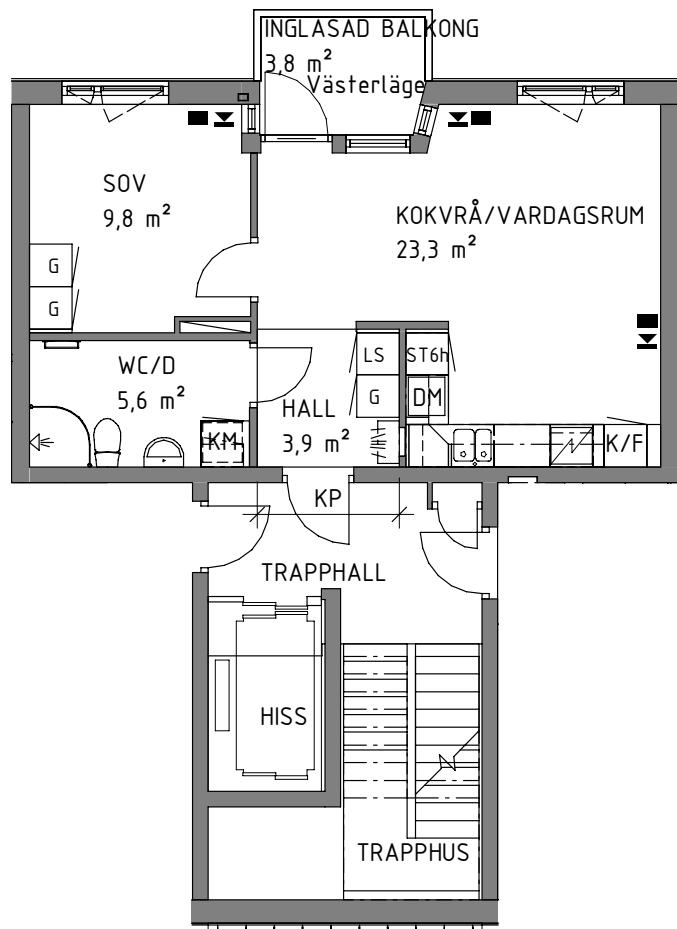 INGLASAD BALKONG
3,8 m²
Västerläge
SOV
9,8 m²
KOKVRÅ/VARDAGSRUM
23,3 m²
G
G
WC/D
5,6 m²
LS
ST6h
G
DM
HALL
3,9 m²
KM
K/F
KP
TRAPPHALL
HISS
TRAPPHUS